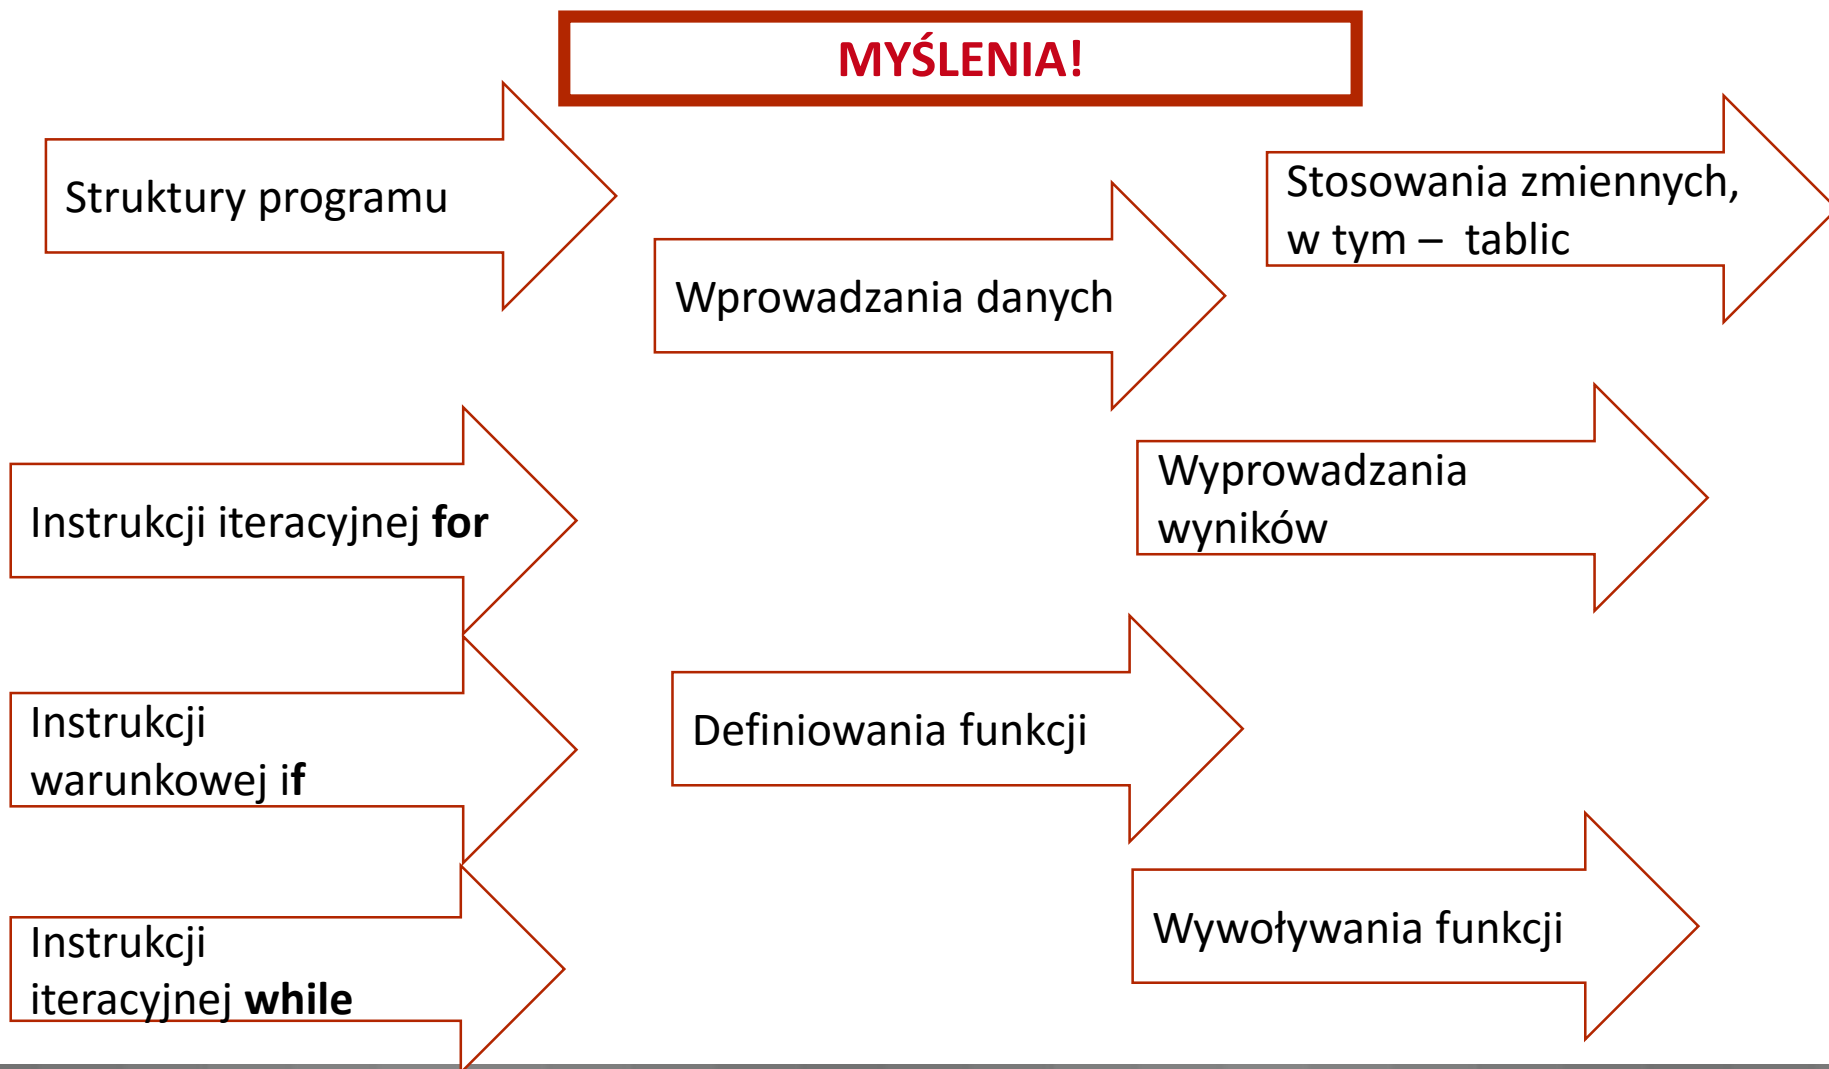 MYŚLENIA!
Struktury programu
Wprowadzania danych
Stosowania zmiennych,
w tym – tablic
Instrukcji iteracyjnej for
Wyprowadzania
wyników
Instrukcji
warunkowej if
Definiowania funkcji
Instrukcji
iteracyjnej while
Wywoływania funkcji